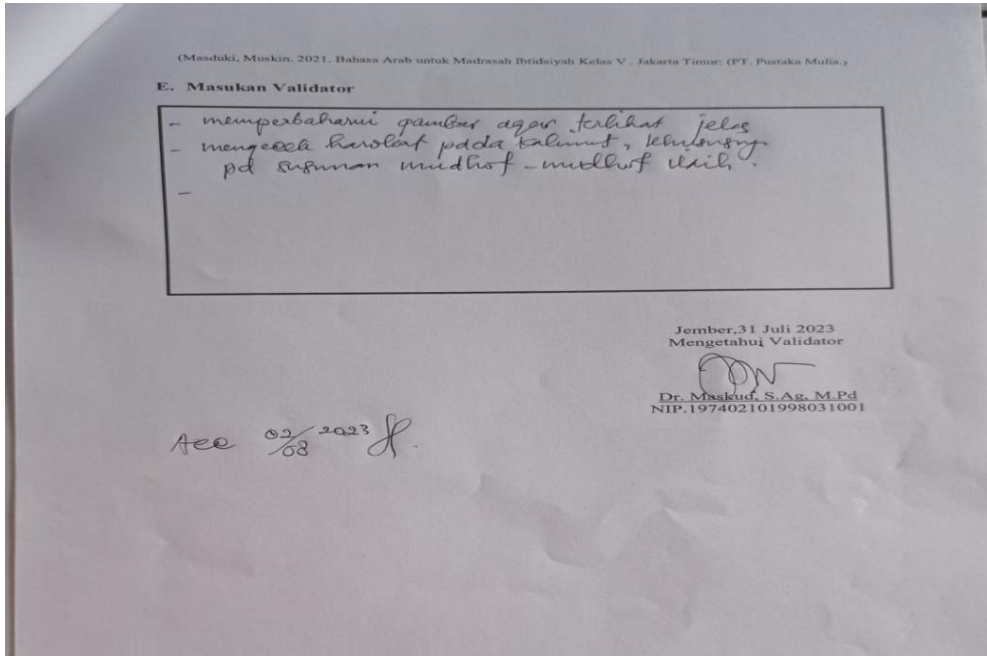 (Masduki, Muskin. 2021. Bahasa Arab untuk Madrasah Ibtidaiyah Kelas V . Jakarta Timur: (PT. Pustaka Mulia.)
E. Masukan Validator
- memperbaharui gambar agar terlihat jelas
- mengecek harokat pada kalimat,
pd susunan mudhof - mudhof ilaih.
-
Jember,31 Juli 2023
Mengetahui Validator
Dr. Maskud, S.Ag, M.Pd
NIP.197402101998031001
Acc 02/08 2023